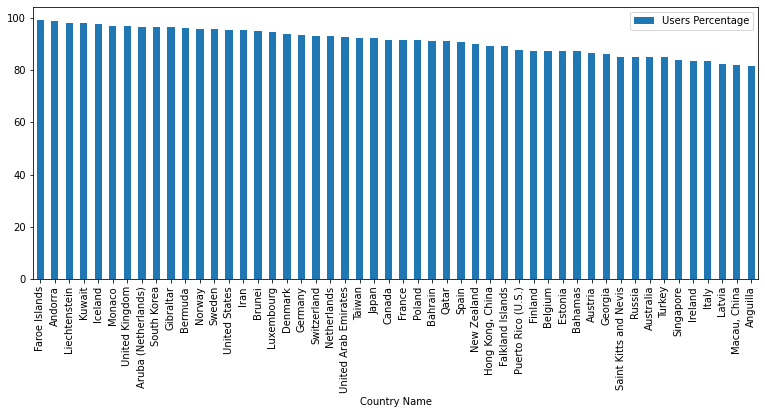 Users Percentage
100
80
60
40
20
0
Faroe Islands
Andorra
Liechtenstein
Kuwait
Iceland
Monaco
United Kingdom
Aruba (Netherlands)
South Korea
Gibraltar
Bermuda
Norway
Sweden
United States
Iran
Brunei
Luxembourg
Denmark
Germany
Switzerland
Netherlands
United Arab Emirates
Taiwan
Japan
Canada
France
Poland
Bahrain
Qatar
Spain
New Zealand
Hong Kong, China
Falkland Islands
Puerto Rico (U.S.)
Finland
Belgium
Estonia
Bahamas
Austria
Georgia
Saint Kitts and Nevis
Russia
Australia
Turkey
Singapore
Ireland
Italy
Latvia
Macau, China
Anguilla
Country Name